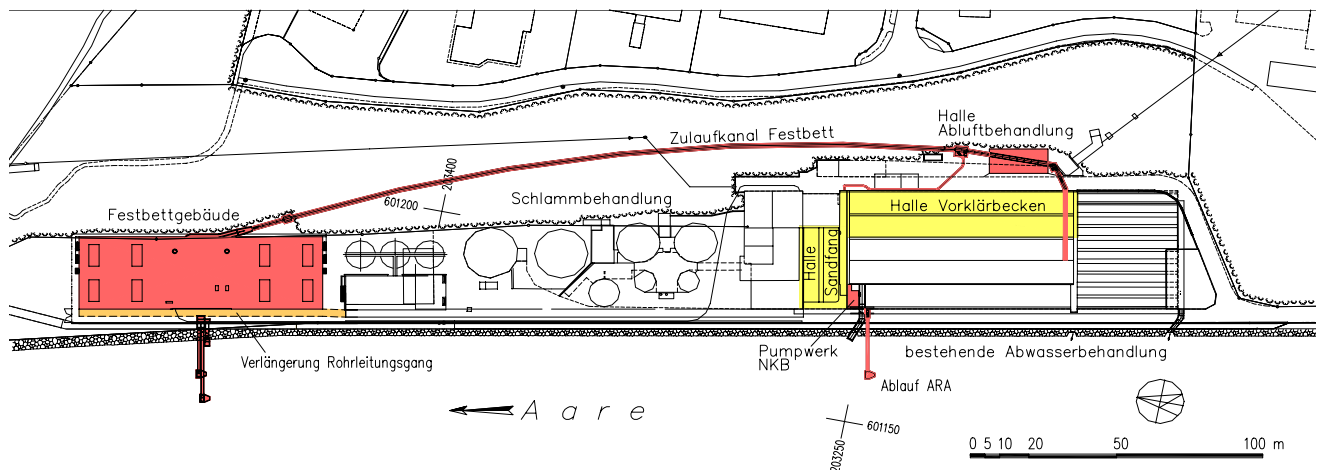 Halle
Abluftbehandlung
Zulaufkanal Festbett
203400
601200
Schlammbehandlung
Festbettgebäude
Halle Vorklärbecken
Halle
Sandfang
Verlängerung Rohrleitungsgang
Pumpwerk
NKB
bestehende Abwasserbehandlung
Ablauf ARA
Aare
601150
203250
0 5 10 20 50 100 m